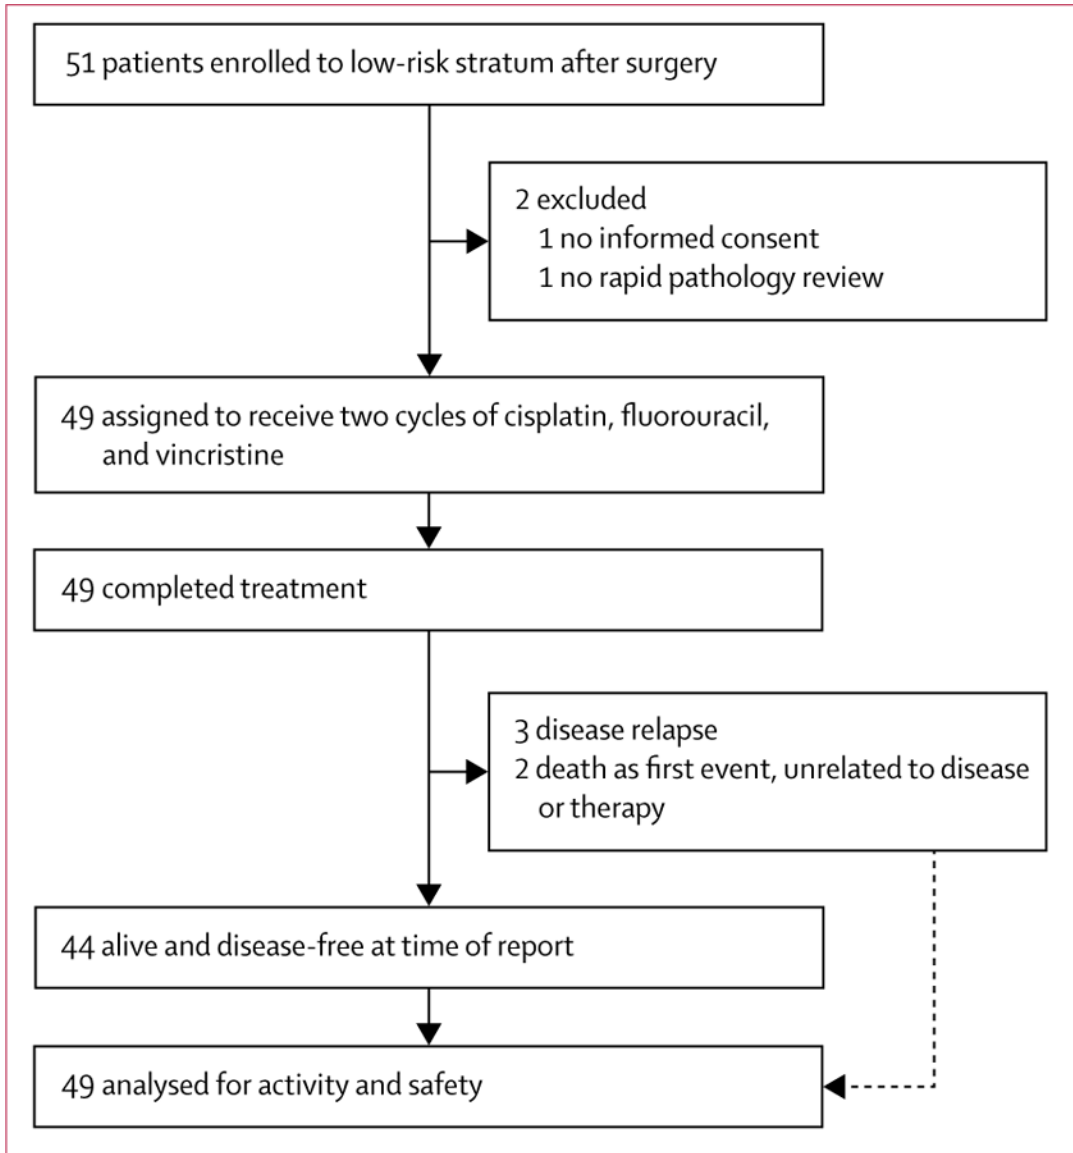 51 patients enrolled to low-risk stratum after surgery
2 excluded
1 no informed consent
1 no rapid pathology review
49 assigned to receive two cycles of cisplatin, fluorouracil,
and vincristine
49 completed treatment
3 disease relapse
2 death as first event, unrelated to disease
or therapy
44 alive and disease-free at time of report
49 analysed for activity and safety